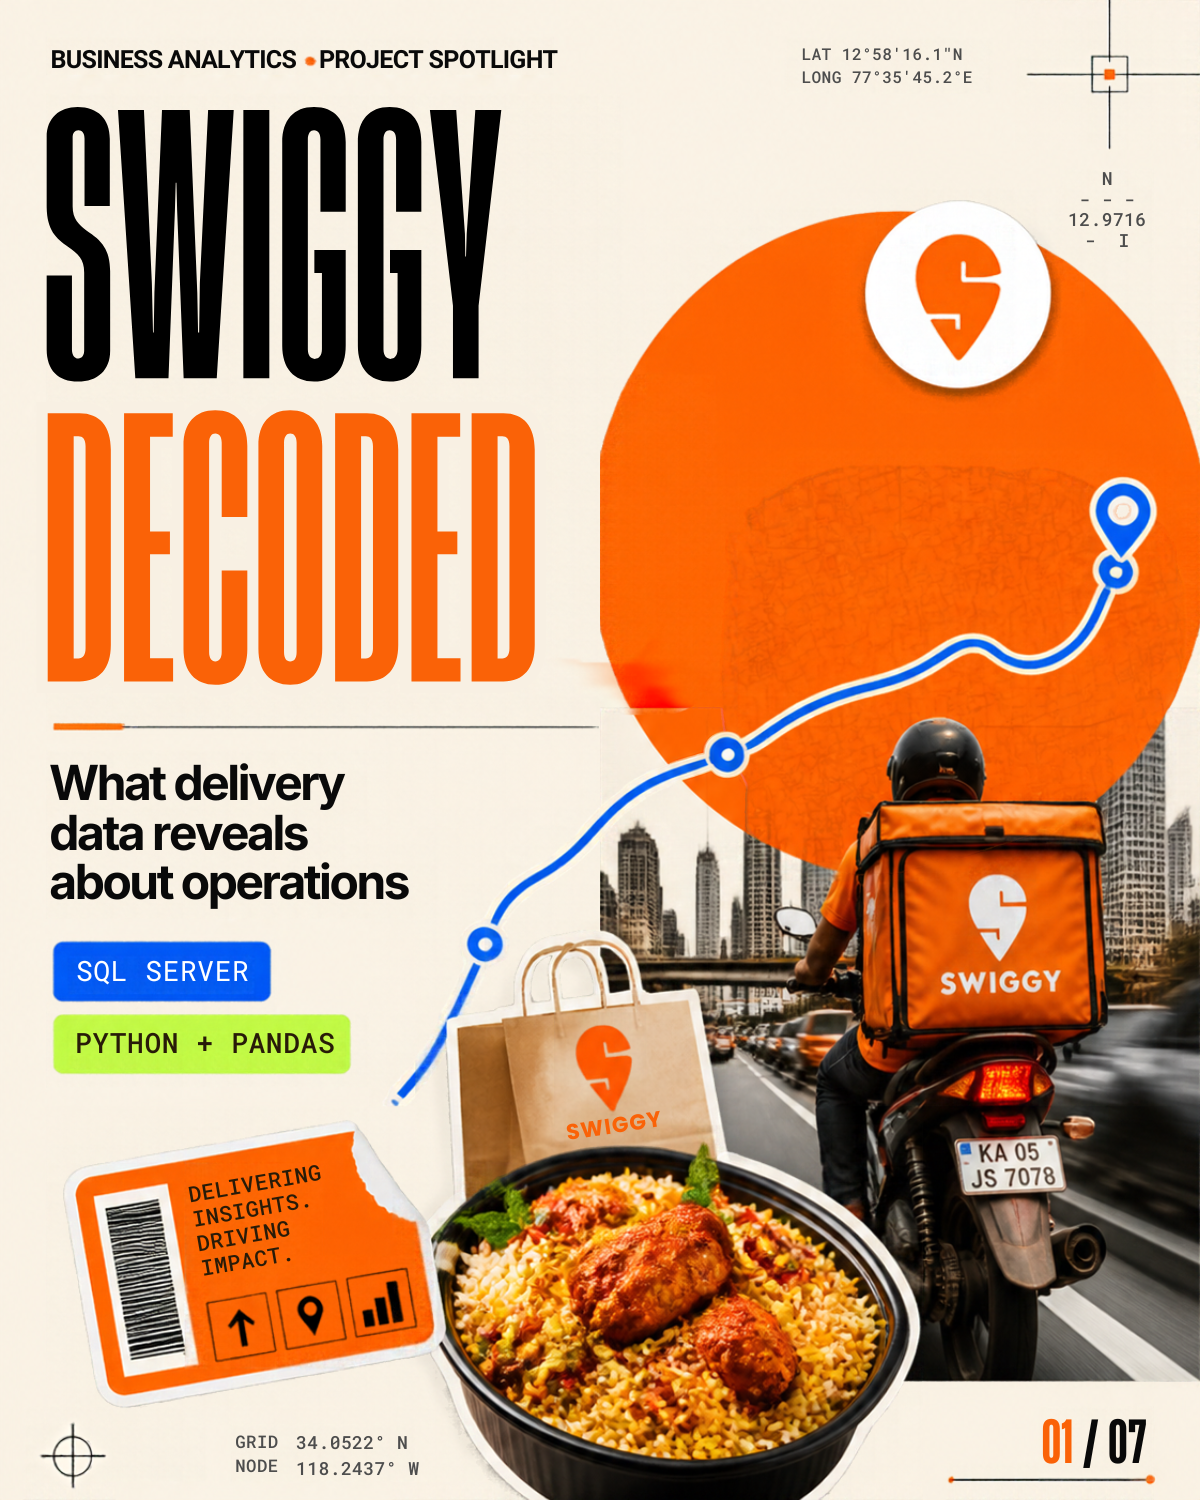 BUSINESS ANALYTICS • PROJECT SPOTLIGHT
LAT 12°58'16.1"N
LONG 77°35'45.2°E
N
- - -
12.9716
- I
SWIGGY
DECODED
What delivery
data reveals
about operations
SQL SERVER
PYTHON + PANDAS
SWIGGY
SWIGGY
KA 05
JS 7078
DELIVERING
INSIGHTS.
DRIVING
IMPACT.
GRID 34.0522° N
NODE 118.2437° W
01 / 07